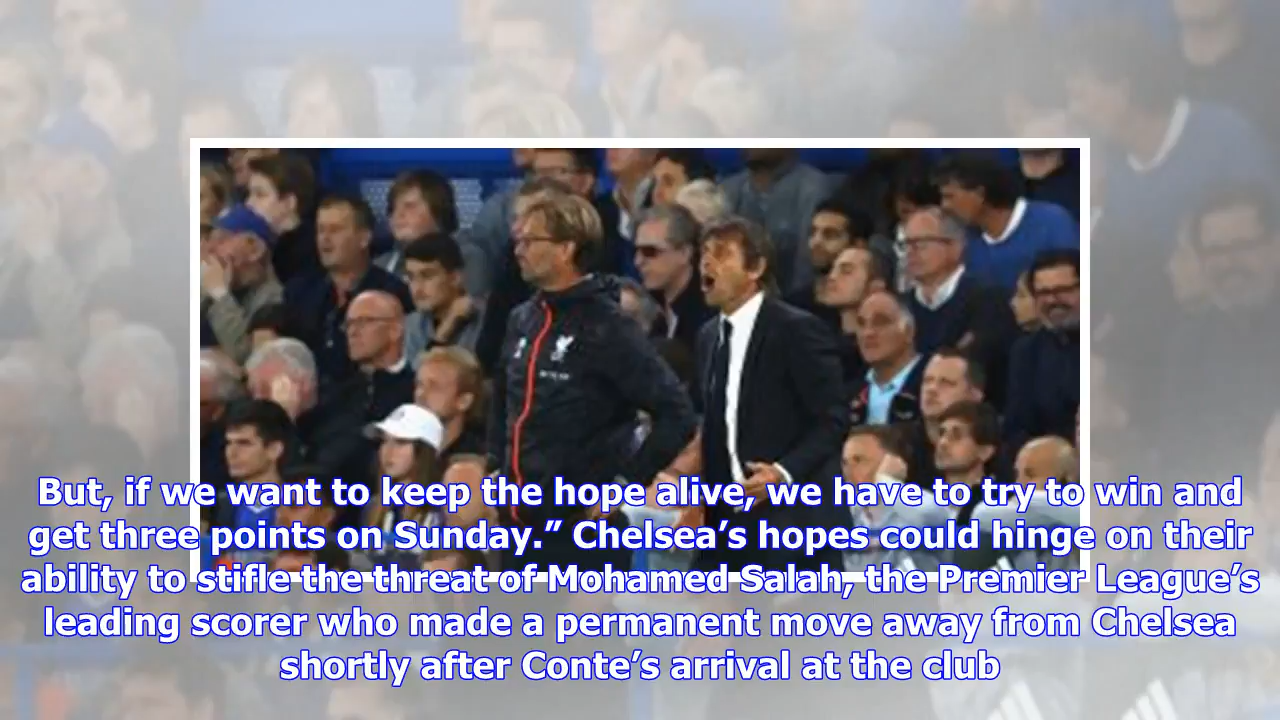 But, if we want to keep the hope alive, we have to try to win and
get three points on Sunday.” Chelsea’s hopes could hinge on their
ability to stifle the threat of Mohamed Salah, the Premier League’s
leading scorer who made a permanent move away from Chelsea
shortly after Conte’s arrival at the club